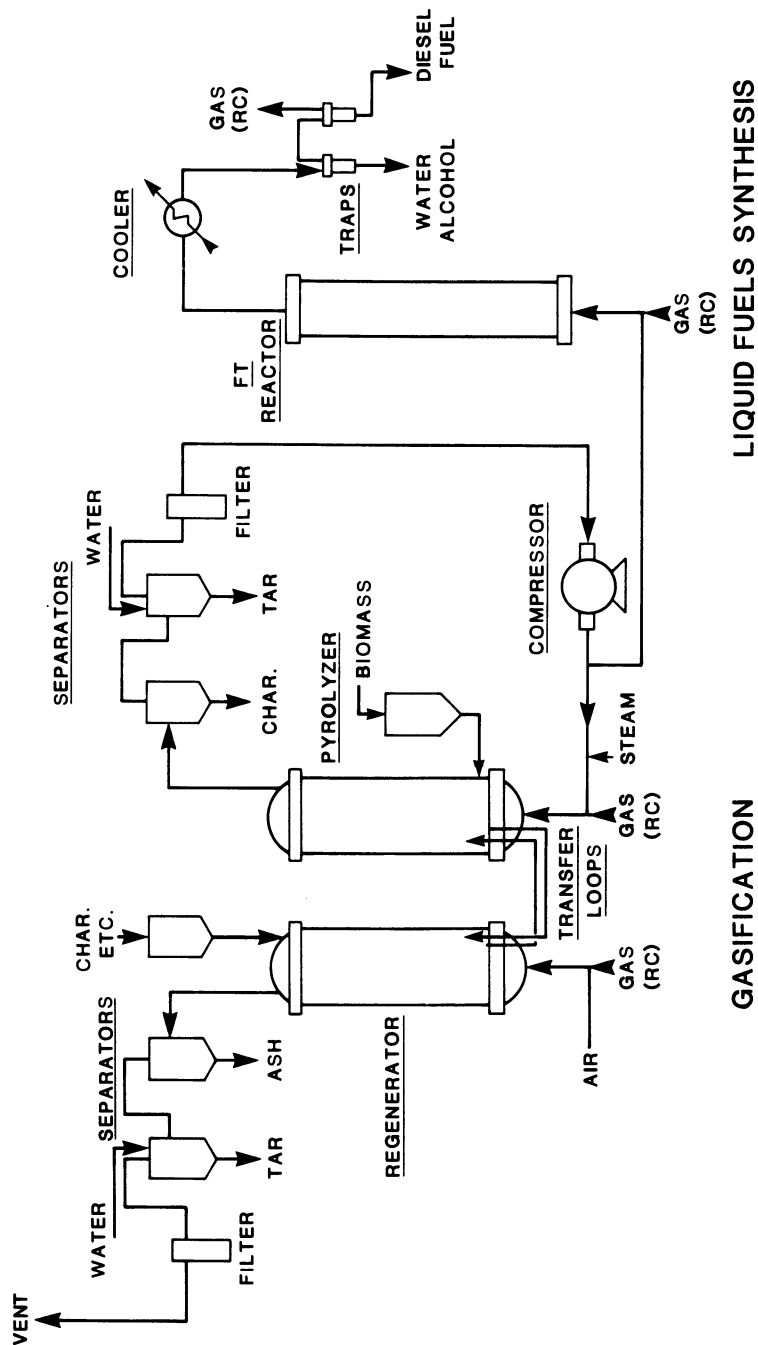 VENT
WATER
FILTER
SEPARATORS
TAR
ASH
CHAR.
ETC.
REGENERATOR
AIR
GAS
(RC)
TRANSFER
LOOPS
PYROLYZER
BIOMASS
GAS
(RC)
STEAM
SEPARATORS
WATER
CHAR.
TAR
FILTER
COMPRESSOR
FT
REACTOR
GAS
(RC)
COOLER
TRAPS
GAS
(RC)
WATER
ALCOHOL
DIESEL
FUEL
GASIFICATION
LIQUID FUELS SYNTHESIS